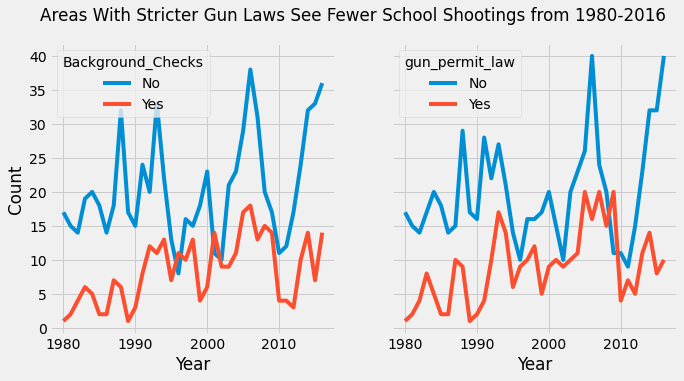 Areas With Stricter Gun Laws See Fewer School Shootings from 1980-2016
Background_Checks
No
Yes
gun_permit_law
No
Yes
Count
40
35
30
25
20
15
10
5
0
1980
1990
2000
2010
1980
1990
2000
2010
Year
Year